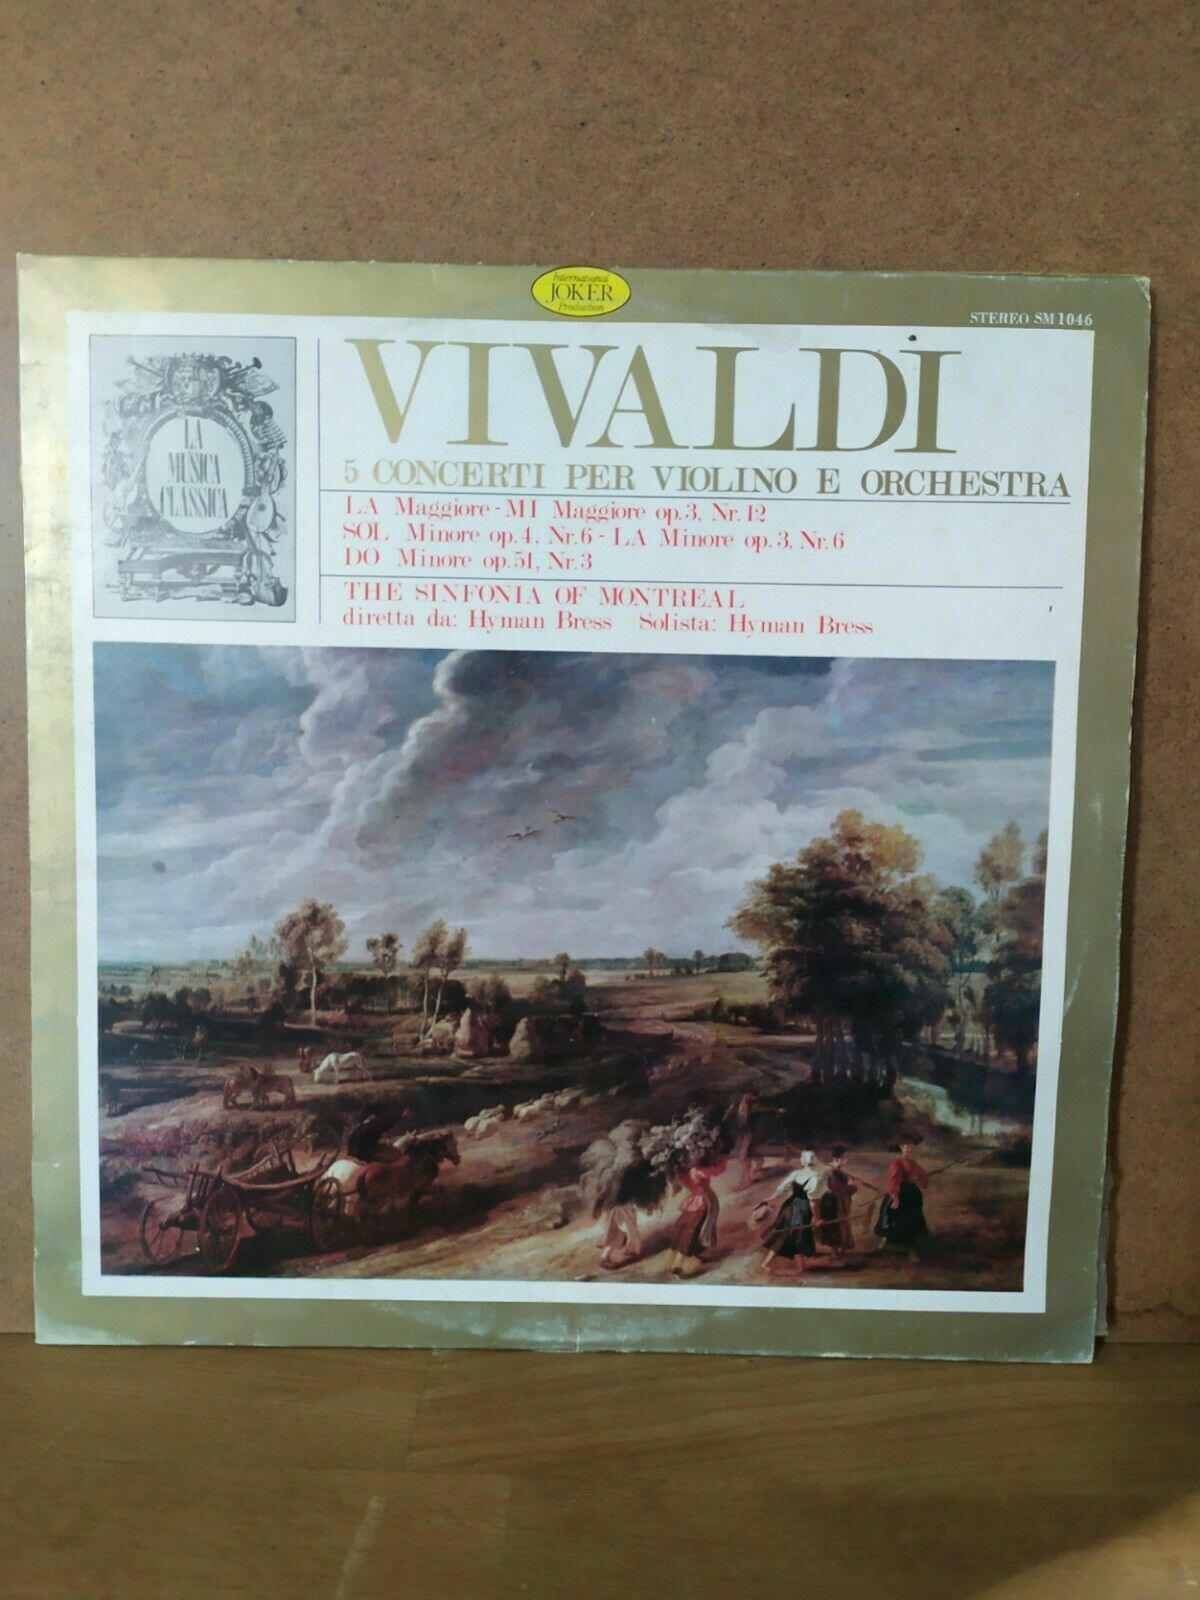 International
JOKER
Production
STEREO SM 1046
LA
MUSICA
CLASSICA
VIVALDI
5 CONCERTI PER VIOLINO E ORCHESTRA
LA Maggiore - MI Maggiore op. 3, Nr. 12
SOL Minore op. 4, Nr. 6 - LA Minore op. 3, Nr. 6
DO Minore op. 51, Nr. 3
THE SINFONIA OF MONTREAL
diretta da: Hyman Bress Solista: Hyman Bress